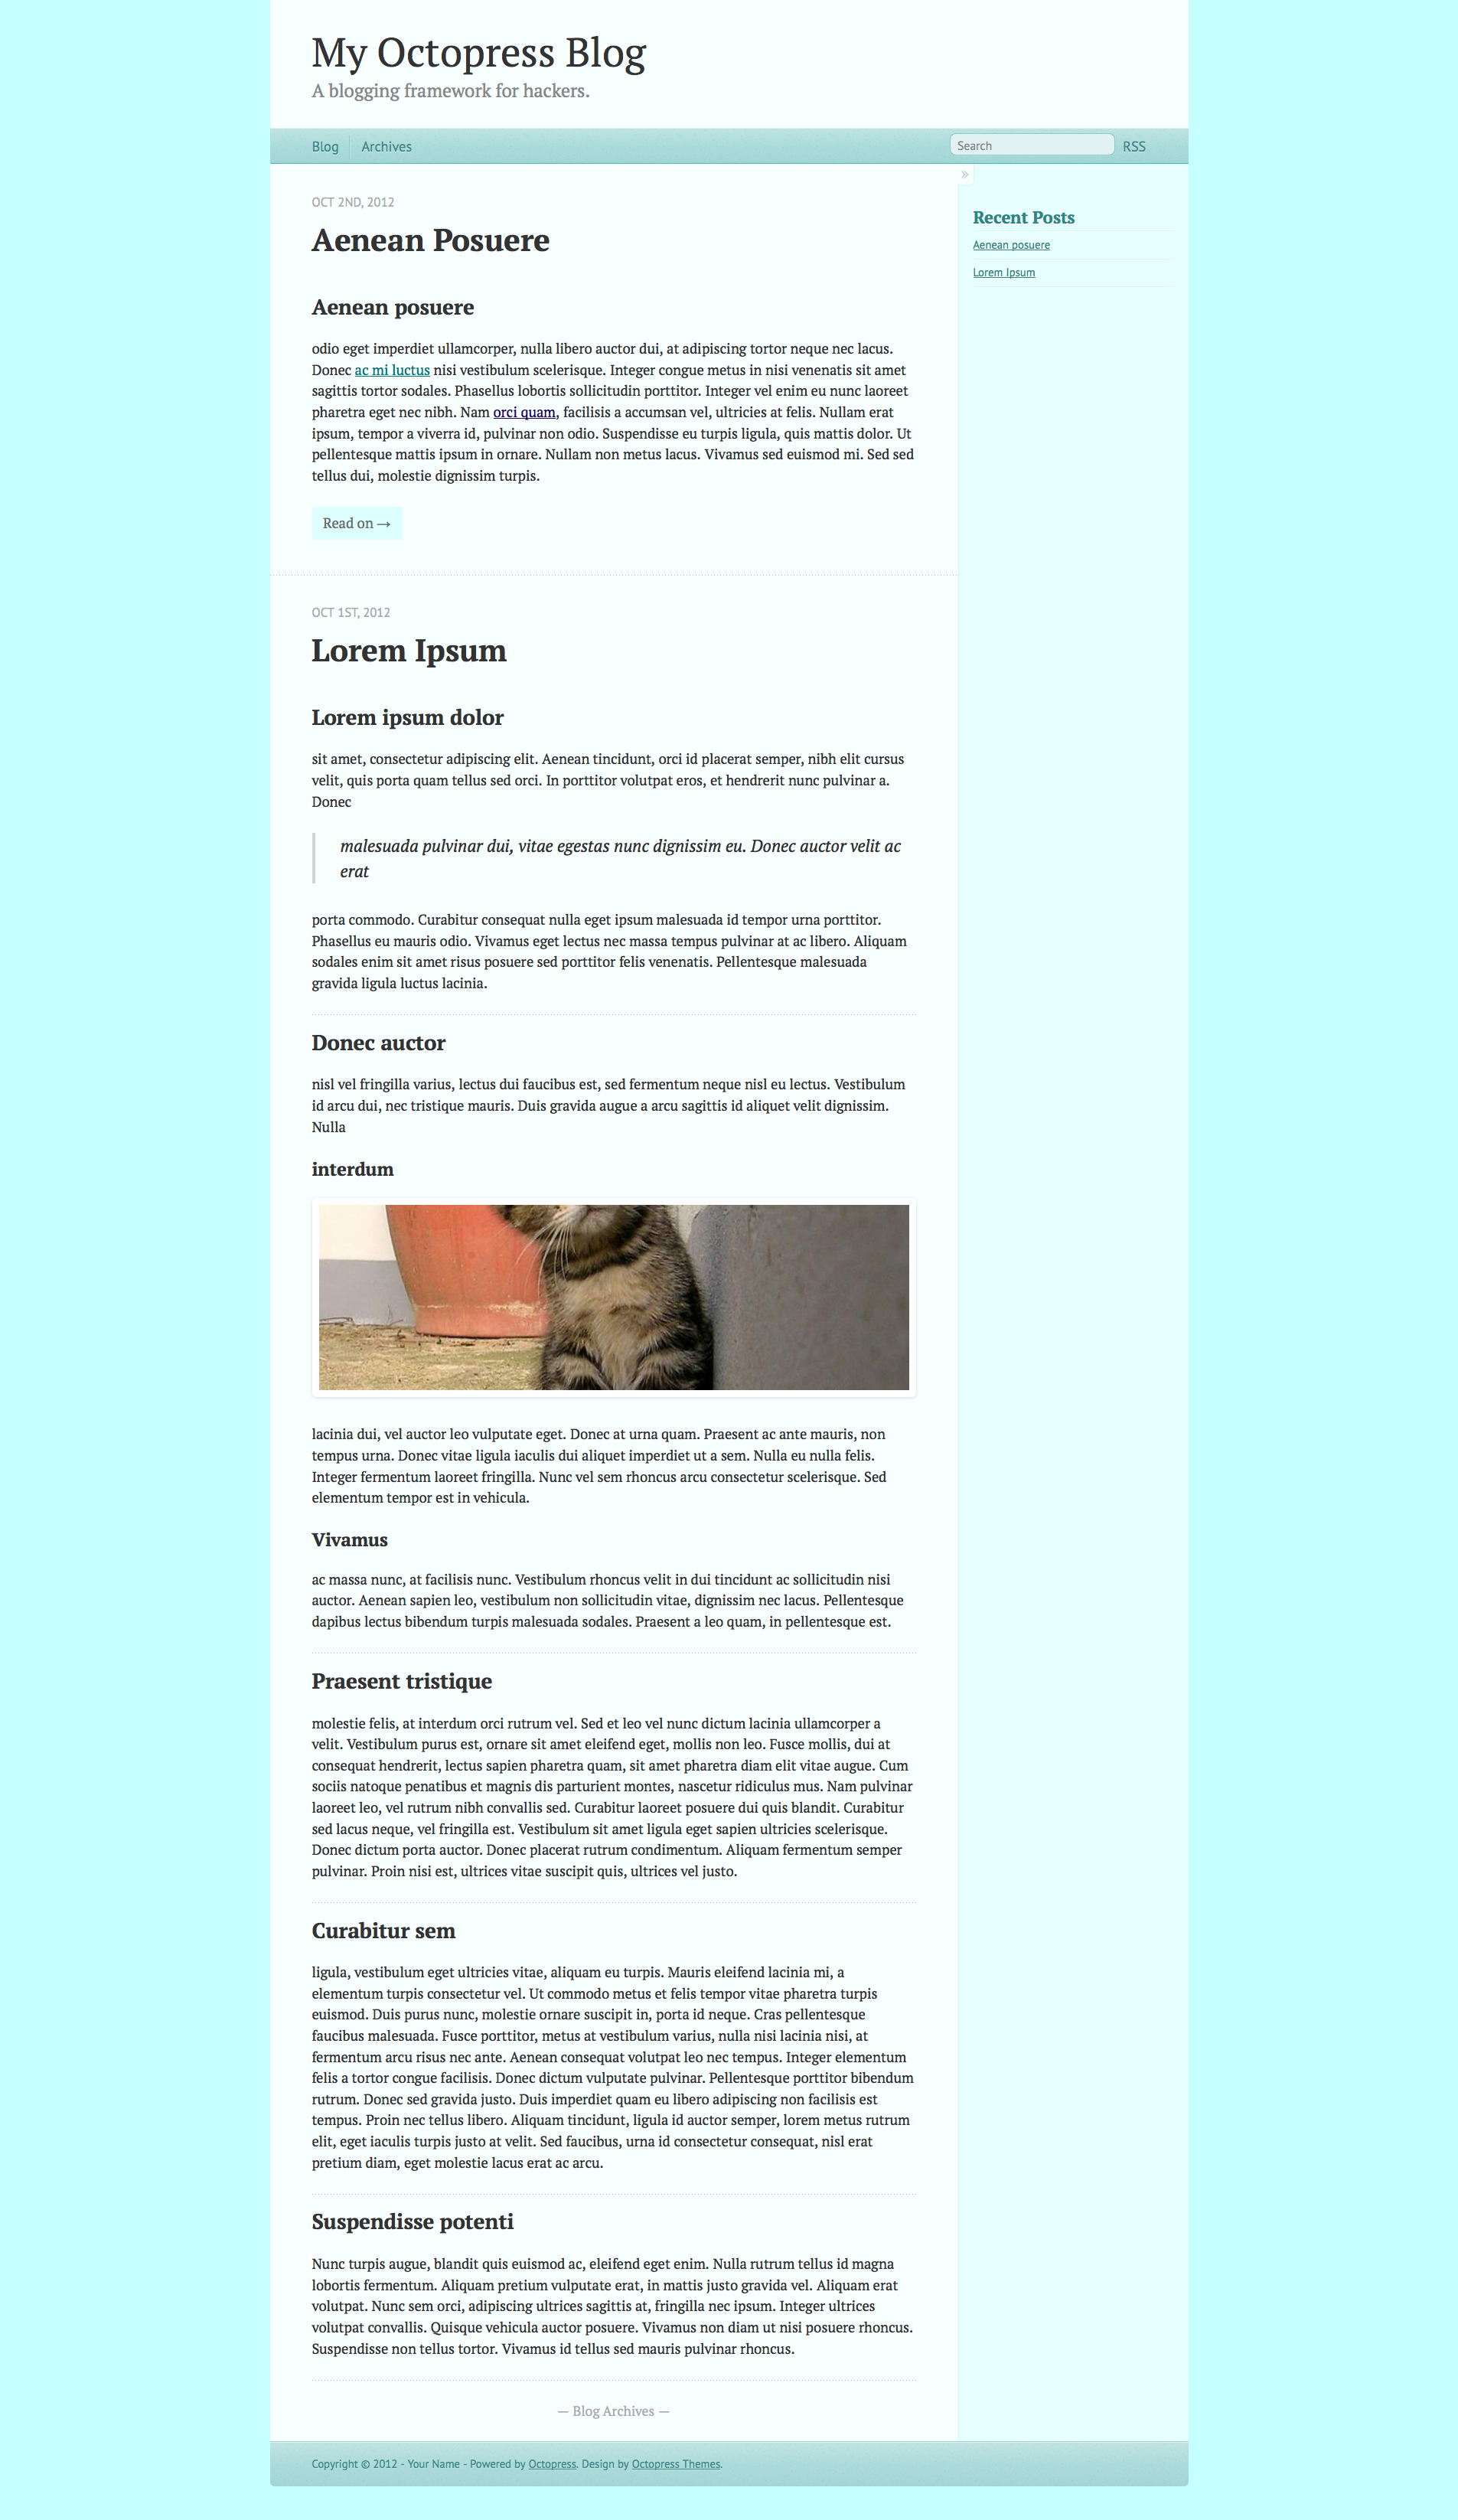 My Octopress Blog
A blogging framework for hackers.
Blog
Archives
Search
RSS
»
OCT 2ND, 2012
Aenean Posuere
Aenean posuere
odio eget imperdiet ullamcorper, nulla libero auctor dui, at adipiscing tortor neque nec lacus.
Donec ac mi luctus nisi vestibulum scelerisque. Integer congue metus in nisi venenatis sit amet
sagittis tortor sodales. Phasellus lobortis sollicitudin porttitor. Integer vel enim eu nunc laoreet
pharetra eget nec nibh. Nam orci quam, facilisis a accumsan vel, ultricies at felis. Nullam erat
ipsum, tempor a viverra id, pulvinar non odio. Suspendisse eu turpis ligula, quis mattis dolor. Ut
pellentesque mattis ipsum in ornare. Nullam non metus lacus. Vivamus sed euismod mi. Sed sed
tellus dui, molestie dignissim turpis.
Read on →
OCT 1ST, 2012
Lorem Ipsum
Lorem ipsum dolor
sit amet, consectetur adipiscing elit. Aenean tincidunt, orci id placerat semper, nibh elit cursus
velit, quis porta quam tellus sed orci. In porttitor volutpat eros, et hendrerit nunc pulvinar a.
Donec
malesuada pulvinar dui, vitae egestas nunc dignissim eu. Donec auctor velit ac
erat
porta commodo. Curabitur consequat nulla eget ipsum malesuada id tempor urna porttitor.
Phasellus eu mauris odio. Vivamus eget lectus nec massa tempus pulvinar at ac libero. Aliquam
sodales enim sit amet risus posuere sed porttitor felis venenatis. Pellentesque malesuada
gravida ligula luctus lacinia.
Donec auctor
nisl vel fringilla varius, lectus dui faucibus est, sed fermentum neque nisl eu lectus. Vestibulum
id arcu dui, nec tristique mauris. Duis gravida augue a arcu sagittis id aliquet velit dignissim.
Nulla
interdum
lacinia dui, vel auctor leo vulputate eget. Donec at urna quam. Praesent ac ante mauris, non
tempus urna. Donec vitae ligula iaculis dui aliquet imperdiet ut a sem. Nulla eu nulla felis.
Integer fermentum laoreet fringilla. Nunc vel sem rhoncus arcu consectetur scelerisque. Sed
elementum tempor est in vehicula.
Vivamus
ac massa nunc, at facilisis nunc. Vestibulum rhoncus velit in dui tincidunt ac sollicitudin nisi
auctor. Aenean sapien leo, vestibulum non sollicitudin vitae, dignissim nec lacus. Pellentesque
dapibus lectus bibendum turpis malesuada sodales. Praesent a leo quam, in pellentesque est.
Praesent tristique
molestie felis, at interdum orci rutrum vel. Sed et leo vel nunc dictum lacinia ullamcorper a
velit. Vestibulum purus est, ornare sit amet eleifend eget, mollis non leo. Fusce mollis, dui at
consequat hendrerit, lectus sapien pharetra quam, sit amet pharetra diam elit vitae augue. Cum
sociis natoque penatibus et magnis dis parturient montes, nascetur ridiculus mus. Nam pulvinar
laoreet leo, vel rutrum nibh convallis sed. Curabitur laoreet posuere dui quis blandit. Curabitur
sed lacus neque, vel fringilla est. Vestibulum sit amet ligula eget sapien ultricies scelerisque.
Donec dictum porta auctor. Donec placerat rutrum condimentum. Aliquam fermentum semper
pulvinar. Proin nisi est, ultrices vitae suscipit quis, ultrices vel justo.
Curabitur sem
ligula, vestibulum eget ultricies vitae, aliquam eu turpis. Mauris eleifend lacinia mi, a
elementum turpis consectetur vel. Ut commodo metus et felis tempor vitae pharetra turpis
euismod. Duis purus nunc, molestie ornare suscipit in, porta id neque. Cras pellentesque
faucibus malesuada. Fusce porttitor, metus at vestibulum varius, nulla nisi lacinia nisi, at
fermentum arcu risus nec ante. Aenean consequat volutpat leo nec tempus. Integer elementum
felis a tortor congue facilisis. Donec dictum vulputate pulvinar. Pellentesque porttitor bibendum
rutrum. Donec sed gravida justo. Duis imperdiet quam eu libero adipiscing non facilisis est
tempus. Proin nec tellus libero. Aliquam tincidunt, ligula id auctor semper, lorem metus rutrum
elit, eget iaculis turpis justo at velit. Sed faucibus, urna id consectetur consequat, nisl erat
pretium diam, eget molestie lacus erat ac arcu.
Suspendisse potenti
Nunc turpis augue, blandit quis euismod ac, eleifend eget enim. Nulla rutrum tellus id magna
lobortis fermentum. Aliquam pretium vulputate erat, in mattis justo gravida vel. Aliquam erat
volutpat. Nunc sem orci, adipiscing ultrices sagittis at, fringilla nec ipsum. Integer ultrices
volutpat convallis. Quisque vehicula auctor posuere. Vivamus non diam ut nisi posuere rhoncus.
Suspendisse non tellus tortor. Vivamus id tellus sed mauris pulvinar rhoncus.
— Blog Archives —
Recent Posts
Aenean posuere
Lorem Ipsum
Copyright © 2012 - Your Name - Powered by Octopress. Design by Octopress Themes.